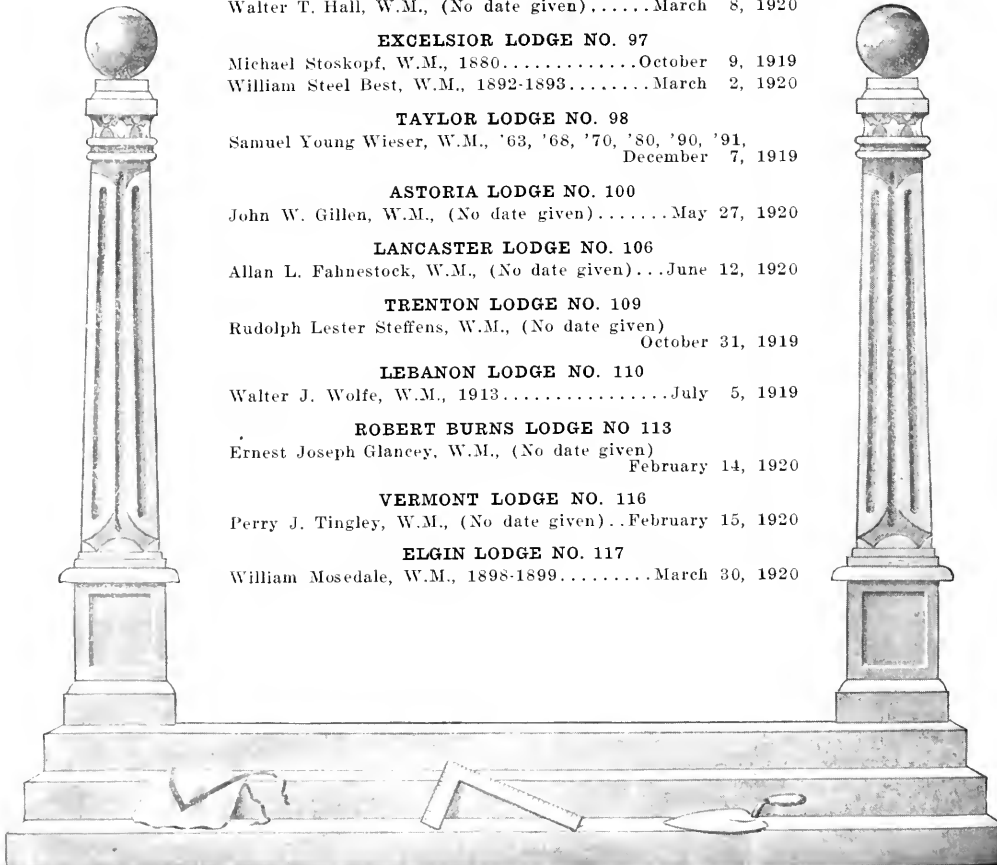 Walter T. Hall, W.M., (No date given)......March 8, 1920
EXCELSIOR LODGE NO. 97
Michael Stoskopf, W.M., 1880.............October 9, 1919
William Steel Best, W.M., 1892-1893........March 2, 1920
TAYLOR LODGE NO. 98
Samuel Young Wieser, W.M., '63, '68, '70, '80, '90, '91,
December 7, 1919
ASTORIA LODGE NO. 100
John W. Gillen, W.M., (No date given).......May 27, 1920
LANCASTER LODGE NO. 106
Allan L. Fahnestock, W.M., (No date given)...June 12, 1920
TRENTON LODGE NO. 109
Rudolph Lester Steffens, W.M., (No date given)
October 31, 1919
LEBANON LODGE NO. 110
Walter J. Wolfe, W.M., 1913................July 5, 1919
ROBERT BURNS LODGE NO 113
Ernest Joseph Glancey, W.M., (No date given)
February 14, 1920
VERMONT LODGE NO. 116
Perry J. Tingley, W.M., (No date given)..February 15, 1920
ELGIN LODGE NO. 117
William Mosedale, W.M., 1898-1899.........March 30, 1920